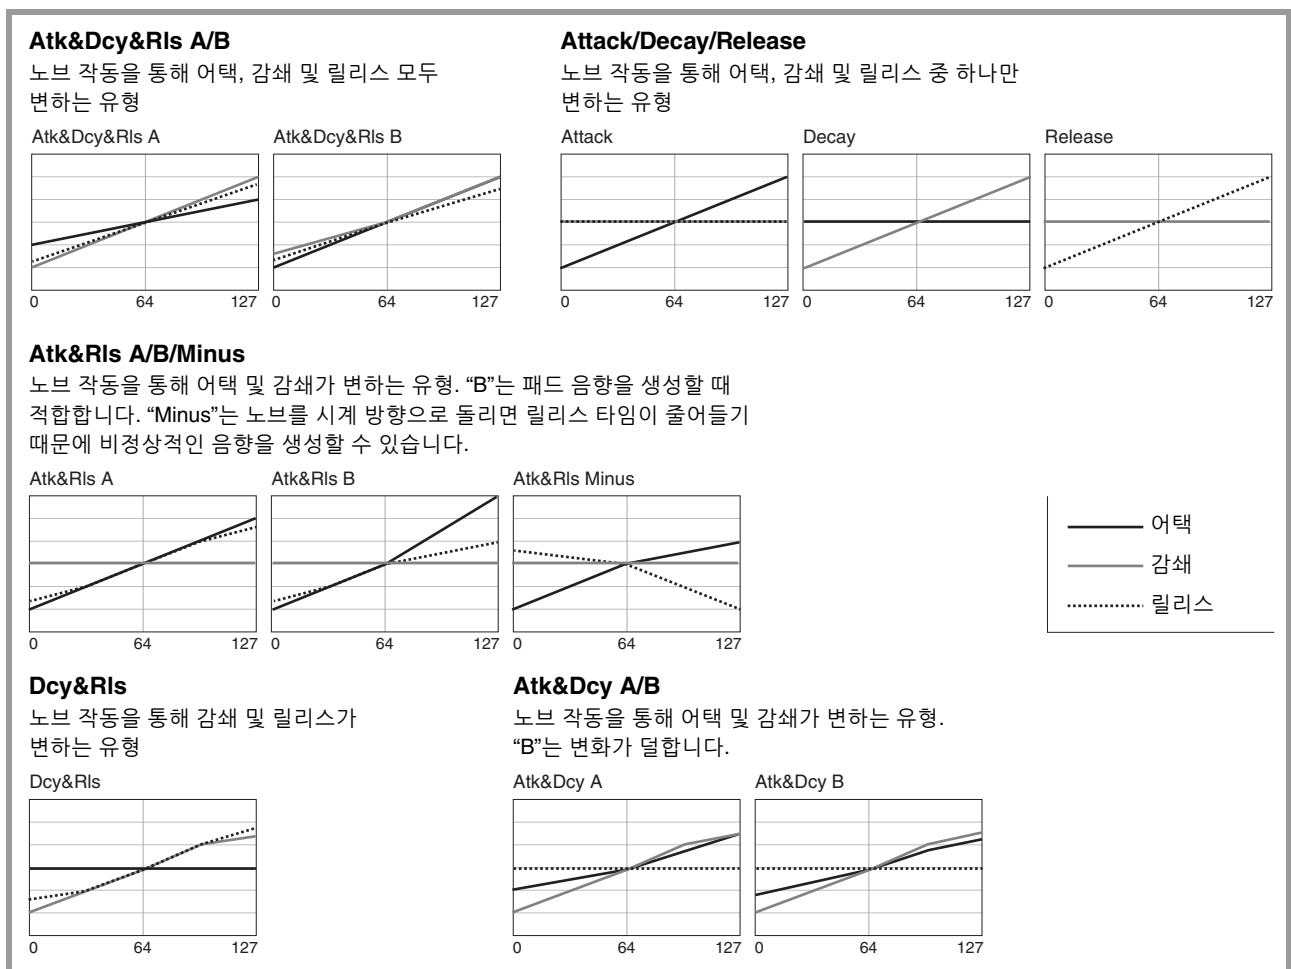 Atk&Dcy&Rls A/B
노브 작동을 통해 어택, 감쇄 및 릴리스 모두
변하는 유형
Atk&Dcy&Rls A
Atk&Dcy&Rls B
0 64 127
0 64 127
Attack/Decay/Release
노브 작동을 통해 어택, 감쇄 및 릴리스 중 하나만
변하는 유형
Attack
Decay
Release
0 64 127
0 64 127
0 64 127
Atk&Rls A/B/Minus
노브 작동을 통해 어택 및 감쇄가 변하는 유형. “B”는 패드 음향을 생성할 때
적합합니다. “Minus”는 노브를 시계 방향으로 돌리면 릴리스 타임이 줄어들기
때문에 비정상적인 음향을 생성할 수 있습니다.
Atk&Rls A
Atk&Rls B
Atk&Rls Minus
0 64 127
0 64 127
0 64 127
어택
감쇄
릴리스
Dcy&Rls
노브 작동을 통해 감쇄 및 릴리스가
변하는 유형
Dcy&Rls
0 64 127
Atk&Dcy A/B
노브 작동을 통해 어택 및 감쇄가 변하는 유형.
“B”는 변화가 덜합니다.
Atk&Dcy A
Atk&Dcy B
0 64 127
0 64 127